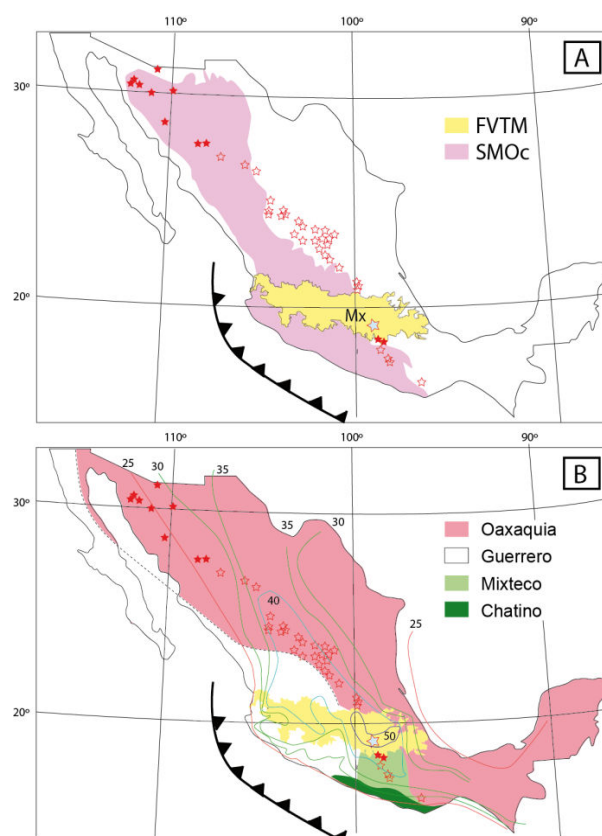 A
110º
100º
90º
30º
FVTM
SMOc
20º
Mx
B
110º
100º
90º
25
30
35
30º
35
30
Oaxaquia
Guerrero
Mixteco
Chatino
40
25
20º
50